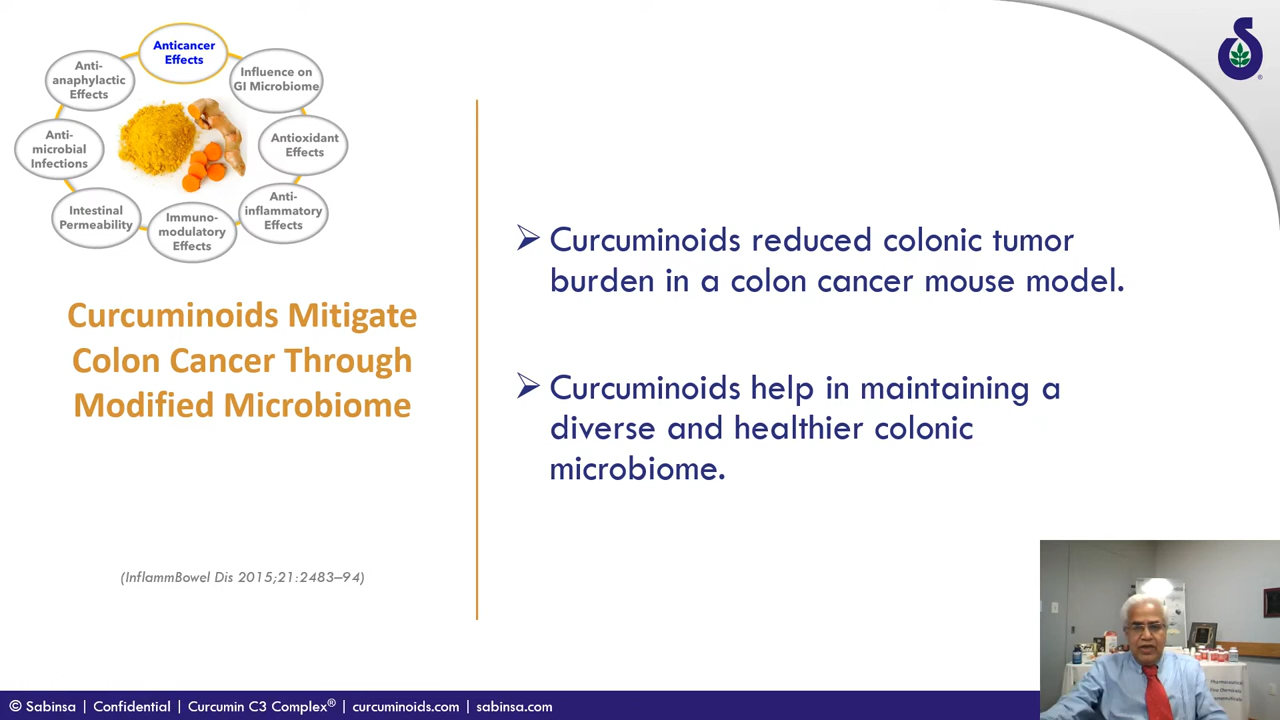 Anticancer
Effects
Anti-
anaphylactic
Effects
Influence on
GI Microbiome
Anti-
microbial
Infections
Antioxidant
Effects
Intestinal
Permeability
Immuno-
modulatory
Effects
Anti-
inflammatory
Effects
Curcuminoids Mitigate
Colon Cancer Through
Modified Microbiome
(InflammBowel Dis 2015;21:2483–94)
➢ Curcuminoids reduced colonic tumor
burden in a colon cancer mouse model.
➢ Curcuminoids help in maintaining a
diverse and healthier colonic
microbiome.
Pharmaceutical
Fine Chemicals
© Sabinsa | Confidential | Curcumin C3 Complex® | curcuminoids.com | sabinsa.com